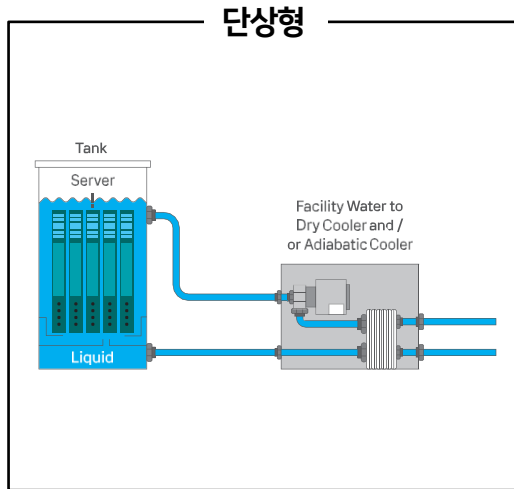 단상형
Tank
Server
Facility Water to
Dry Cooler and /
or Adiabatic Cooler
Liquid